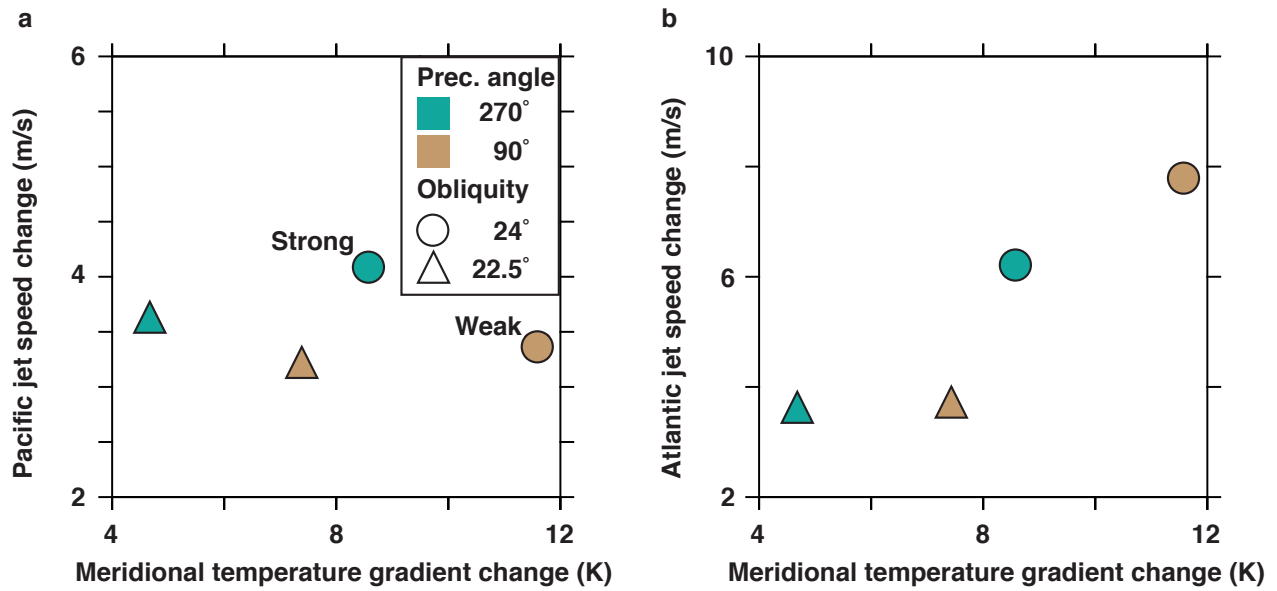 a
6
4
2
4
8
12
Pacific jet speed change (m/s)
Meridional temperature gradient change (K)
Prec. angle
270°
90°
Obliquity
24°
22.5°
Strong
Weak
b
10
6
2
4
8
12
Atlantic jet speed change (m/s)
Meridional temperature gradient change (K)